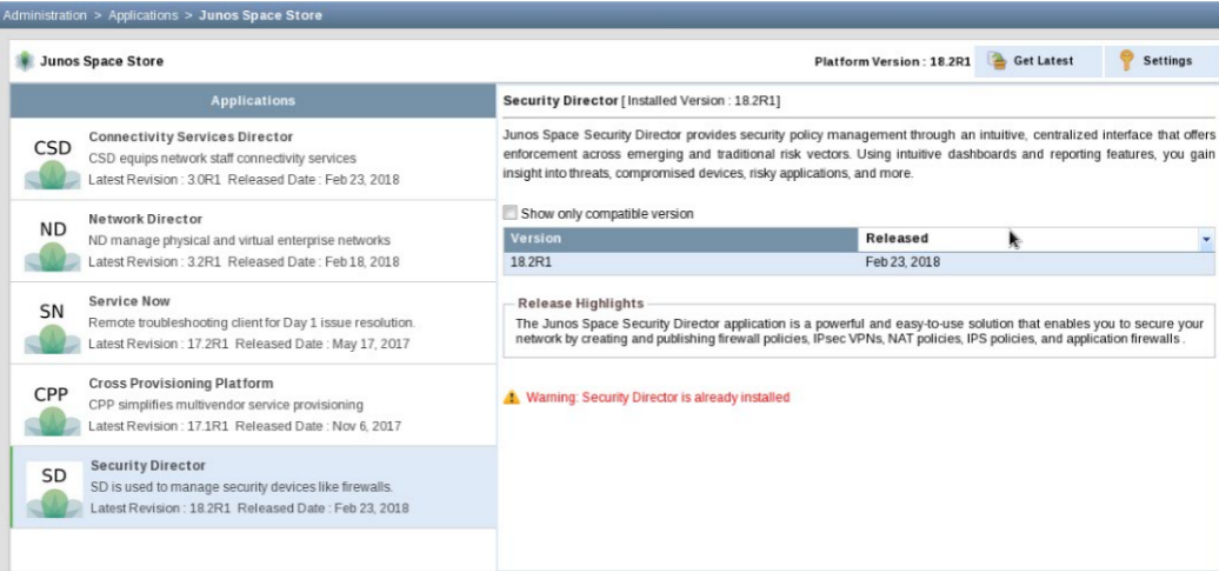 Administration > Applications > Junos Space Store
Junos Space Store
Platform Version : 18.2R1
Get Latest
Settings
Applications
CSD
Connectivity Services Director
CSD equips network staff connectivity services
Latest Revision : 3.0R1 Released Date : Feb 23, 2018
ND
Network Director
ND manage physical and virtual enterprise networks
Latest Revision : 3.2R1 Released Date : Feb 18, 2018
SN
Service Now
Remote troubleshooting client for Day 1 issue resolution.
Latest Revision : 17.2R1 Released Date : May 17, 2017
CPP
Cross Provisioning Platform
CPP simplifies multivendor service provisioning
Latest Revision : 17.1R1 Released Date : Nov 6, 2017
SD
Security Director
SD is used to manage security devices like firewalls.
Latest Revision : 18.2R1 Released Date : Feb 23, 2018
Security Director [ Installed Version : 18.2R1]
Junos Space Security Director provides security policy management through an intuitive, centralized interface that offers
enforcement across emerging and traditional risk vectors. Using intuitive dashboards and reporting features, you gain
insight into threats, compromised devices, risky applications, and more.
Show only compatible version
Version Released
18.2R1 Feb 23, 2018
Release Highlights
The Junos Space Security Director application is a powerful and easy-to-use solution that enables you to secure your
network by creating and publishing firewall policies, IPsec VPNs, NAT policies, IPS policies, and application firewalls .
Warning: Security Director is already installed